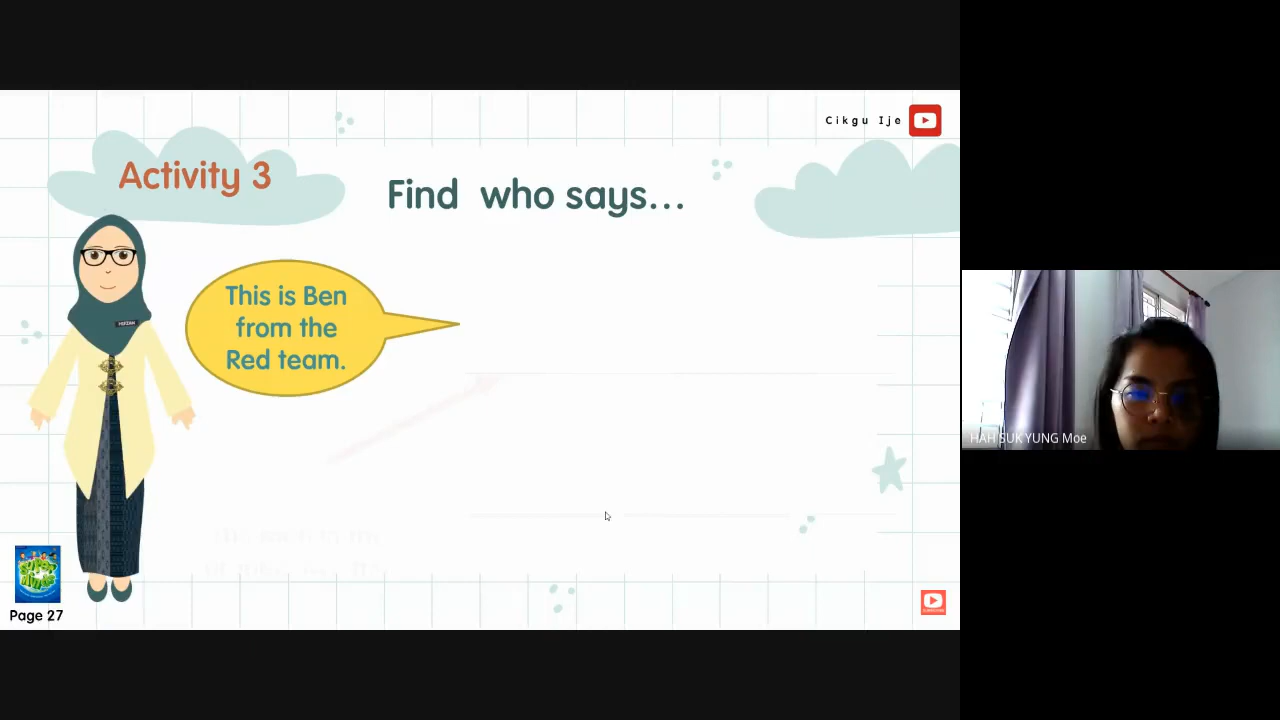 Cikgu Ije
Activity 3
Find who says...
This is Ben
from the
Red team.
Page 27
HAH SUK YUNG Moe